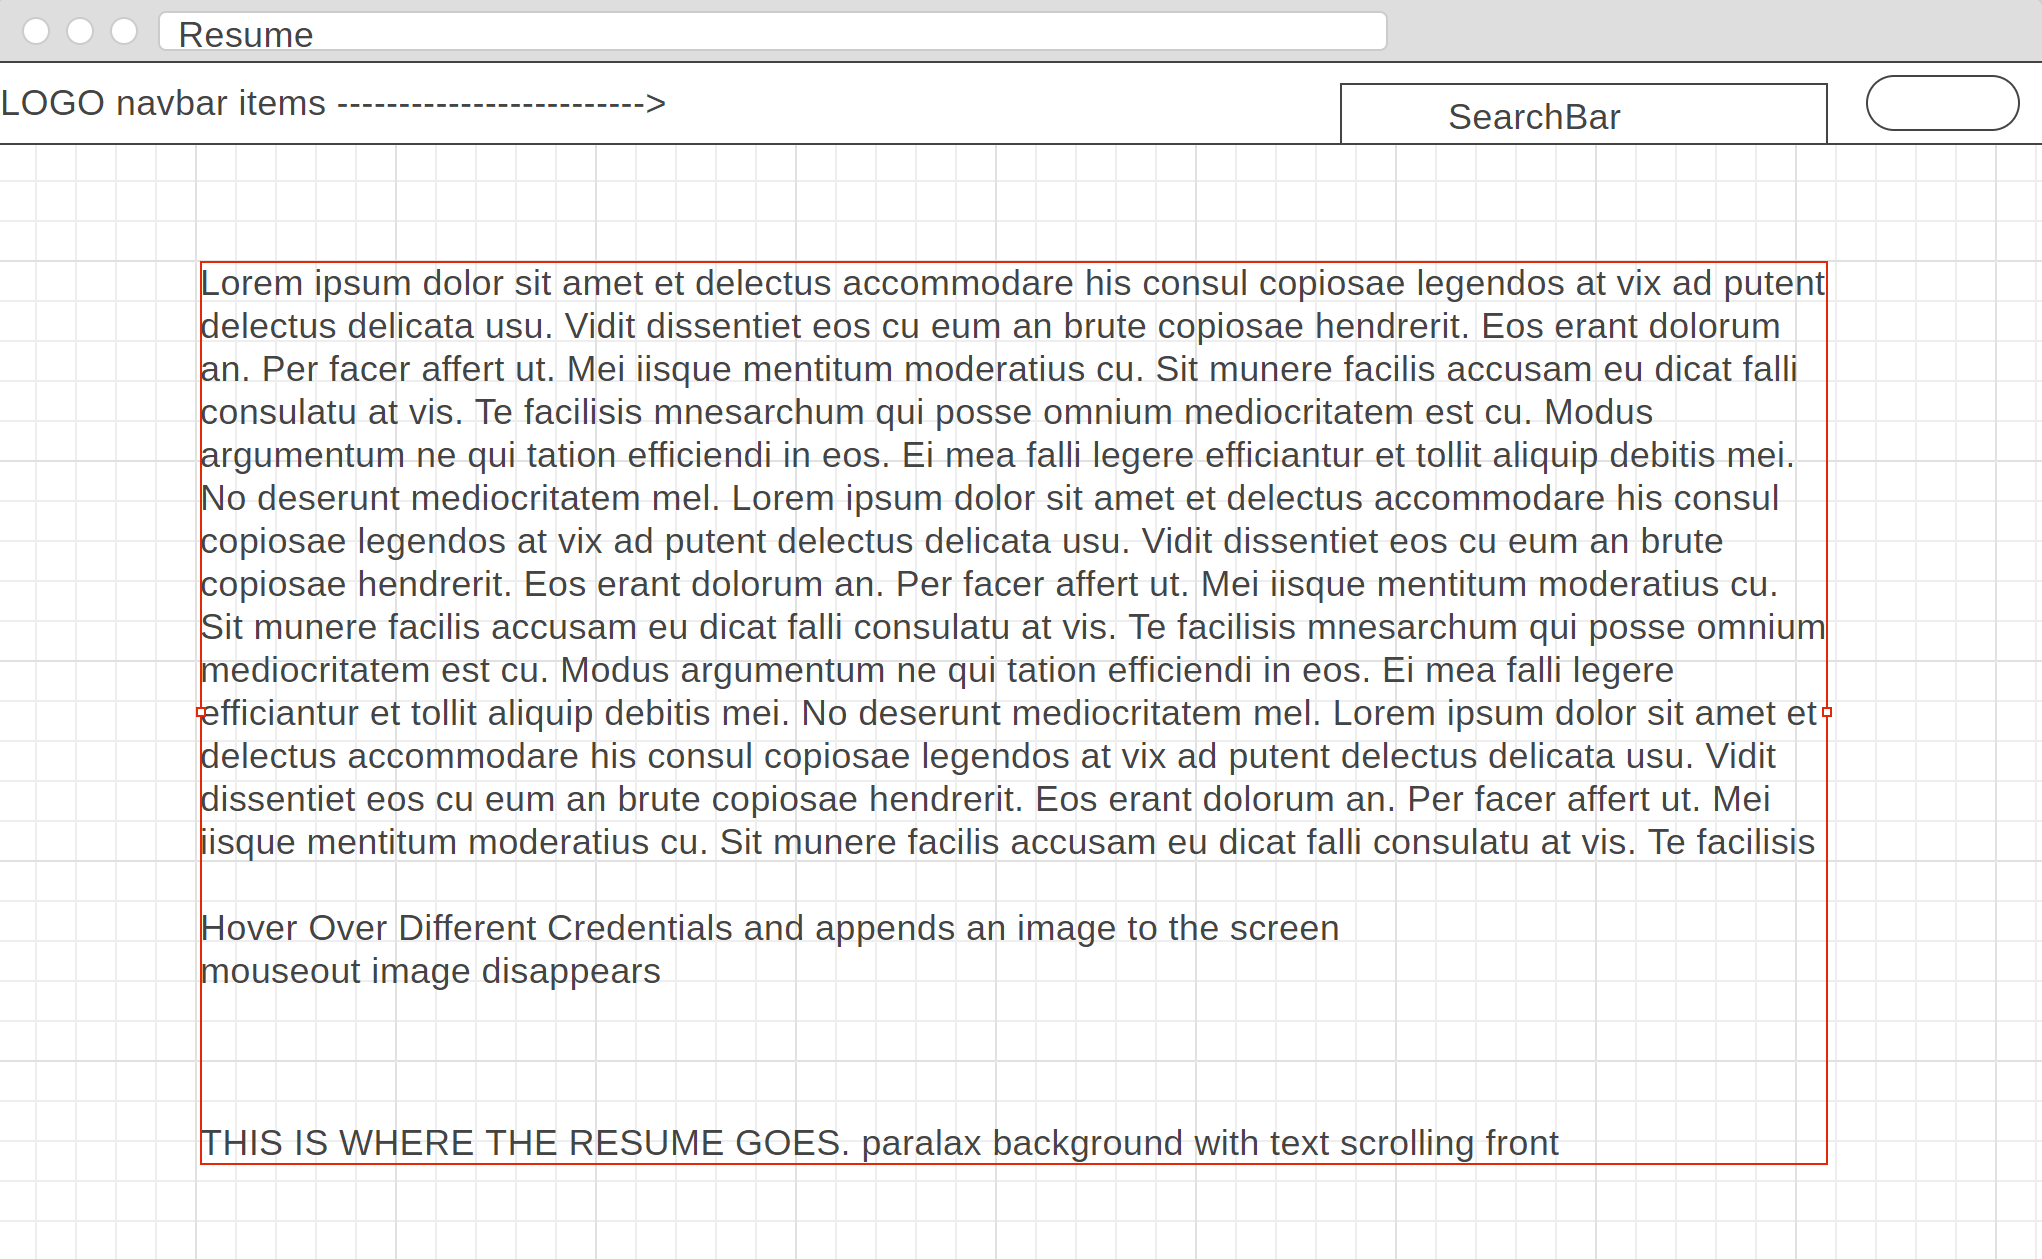 Resume
LOGO navbar items ------------------------->
SearchBar
Lorem ipsum dolor sit amet et delectus accommodare his consul copiosae legendos at vix ad putent
delectus delicata usu. Vidit dissentiet eos cu eum an brute copiosae hendrerit. Eos erant dolorum
an. Per facer affert ut. Mei iisque mentitum moderatius cu. Sit munere facilis accusam eu dicat falli
consulatu at vis. Te facilisis mnesarchum qui posse omnium mediocritatem est cu. Modus
argumentum ne qui tation efficiendi in eos. Ei mea falli legere efficiantur et tollit aliquip debitis mei.
No deserunt mediocritatem mel. Lorem ipsum dolor sit amet et delectus accommodare his consul
copiosae legendos at vix ad putent delectus delicata usu. Vidit dissentiet eos cu eum an brute
copiosae hendrerit. Eos erant dolorum an. Per facer affert ut. Mei iisque mentitum moderatius cu.
Sit munere facilis accusam eu dicat falli consulatu at vis. Te facilisis mnesarchum qui posse omnium
mediocritatem est cu. Modus argumentum ne qui tation efficiendi in eos. Ei mea falli legere
efficiantur et tollit aliquip debitis mei. No deserunt mediocritatem mel. Lorem ipsum dolor sit amet et
delectus accommodare his consul copiosae legendos at vix ad putent delectus delicata usu. Vidit
dissentiet eos cu eum an brute copiosae hendrerit. Eos erant dolorum an. Per facer affert ut. Mei
iisque mentitum moderatius cu. Sit munere facilis accusam eu dicat falli consulatu at vis. Te facilisis
Hover Over Different Credentials and appends an image to the screen
mouseout image disappears
THIS IS WHERE THE RESUME GOES. paralax background with text scrolling front